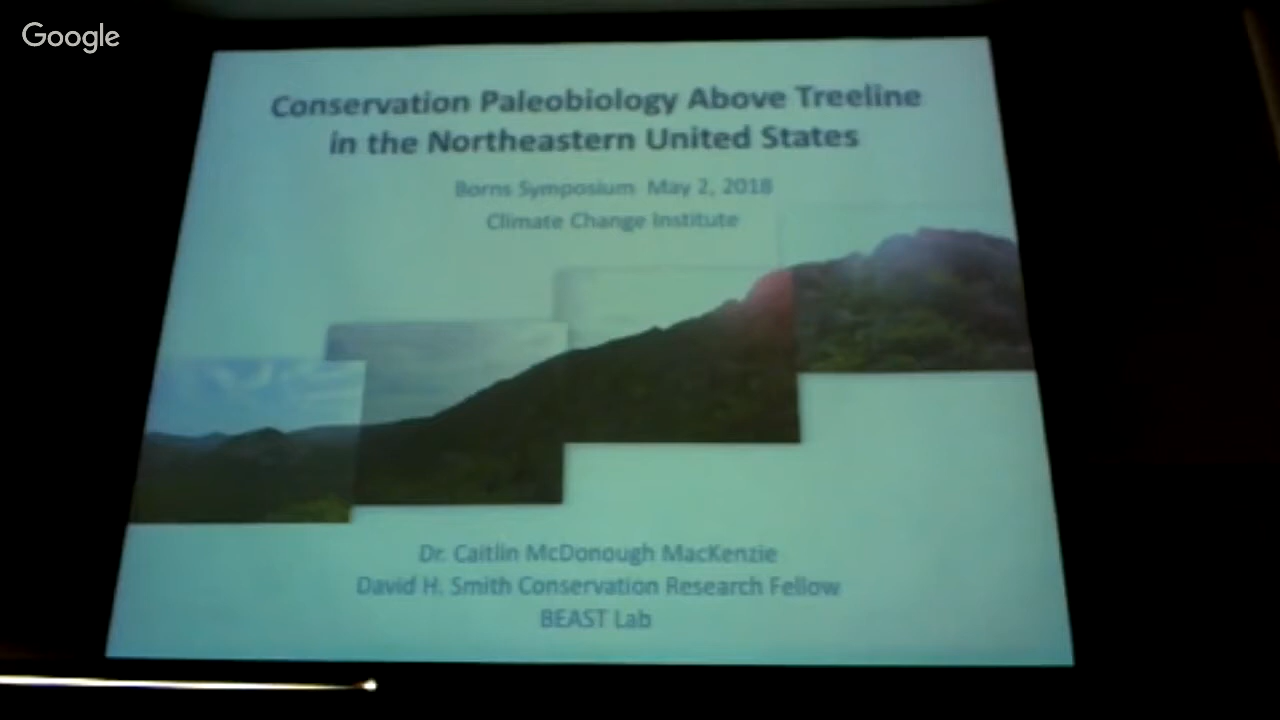 Google
Conservation Paleobiology Above Treeline
in the Northeastern United States
Borns Symposium May 2, 2018
Climate Change Institute
Dr. Caitlin McDonough MacKenzie
David H. Smith Conservation Research Fellow
BEAST Lab